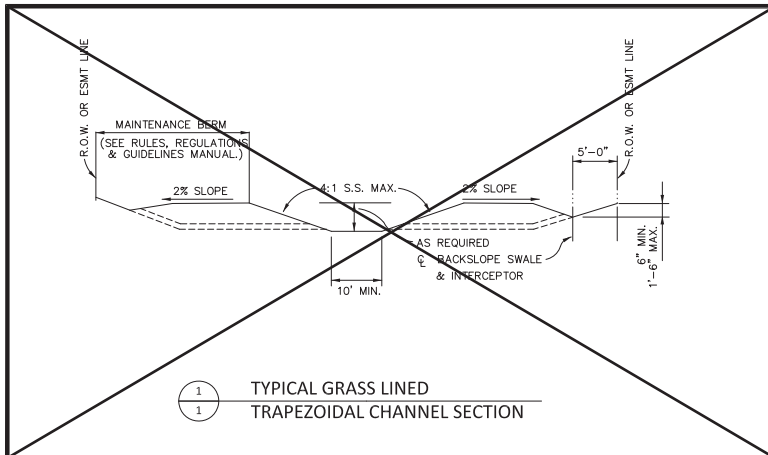 R.O.W. OR ESMT LINE
MAINTENANCE BERM
(SEE RULES, REGULATIONS
& GUIDELINES MANUAL.)
2% SLOPE
4:1 S.S. MAX.
2% SLOPE
5'-0"
R.O.W. OR ESMT LINE
6" MIN.
1'-6" MAX.
AS REQUIRED
℄ BACKSLOPE SWALE
& INTERCEPTOR
10' MIN.
1
1
TYPICAL GRASS LINED
TRAPEZOIDAL CHANNEL SECTION